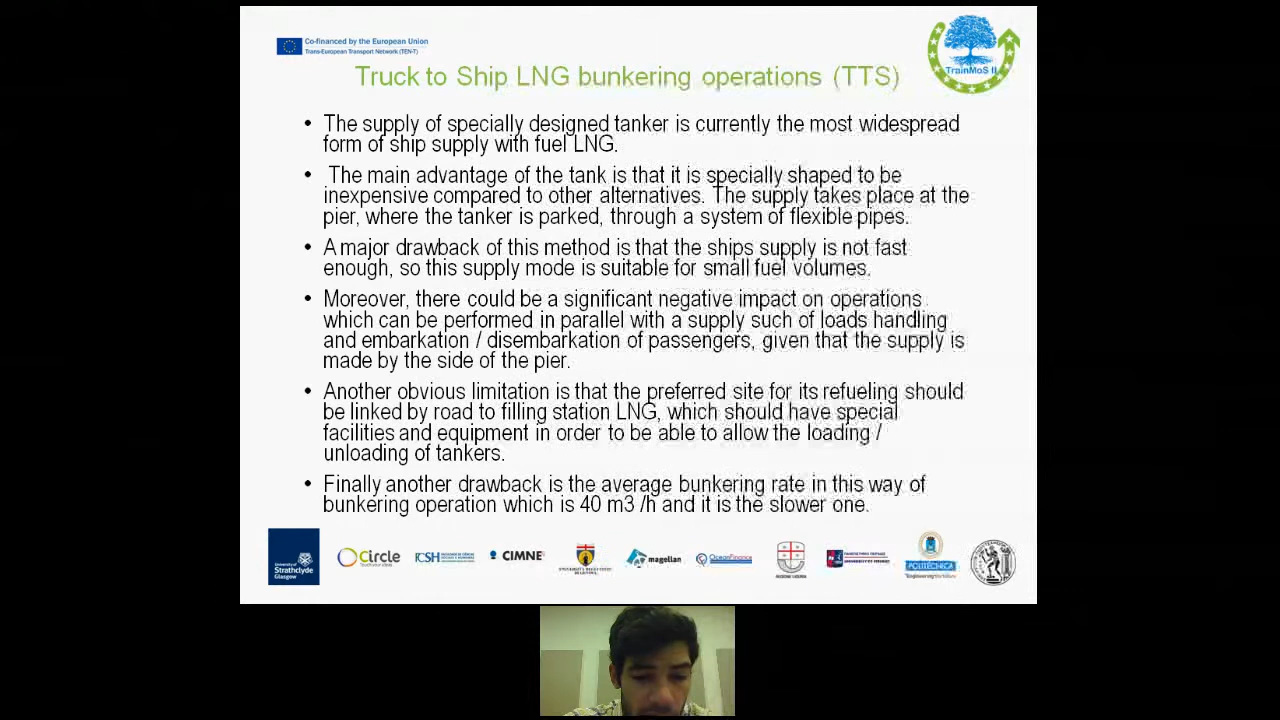 Co-financed by the European Union
Trans-European Transport Network (TEN-T)
TrainMoS II
Truck to Ship LNG bunkering operations (TTS)
• The supply of specially designed tanker is currently the most widespread
form of ship supply with fuel LNG.
• The main advantage of the tank is that it is specially shaped to be
inexpensive compared to other alternatives. The supply takes place at the
pier, where the tanker is parked, through a system of flexible pipes.
• A major drawback of this method is that the ships supply is not fast
enough, so this supply mode is suitable for small fuel volumes.
• Moreover, there could be a significant negative impact on operations
which can be performed in parallel with a supply such of loads handling
and embarkation / disembarkation of passengers, given that the supply is
made by the side of the pier.
• Another obvious limitation is that the preferred site for its refueling should
be linked by road to filling station LNG, which should have special
facilities and equipment in order to be able to allow the loading /
unloading of tankers.
• Finally another drawback is the average bunkering rate in this way of
bunkering operation which is 40 m3 /h and it is the slower one.
University of
Strathclyde
Glasgow
Circle
FCSH
CIMNE
magellan
OceanFinance
POLITÉCNICA